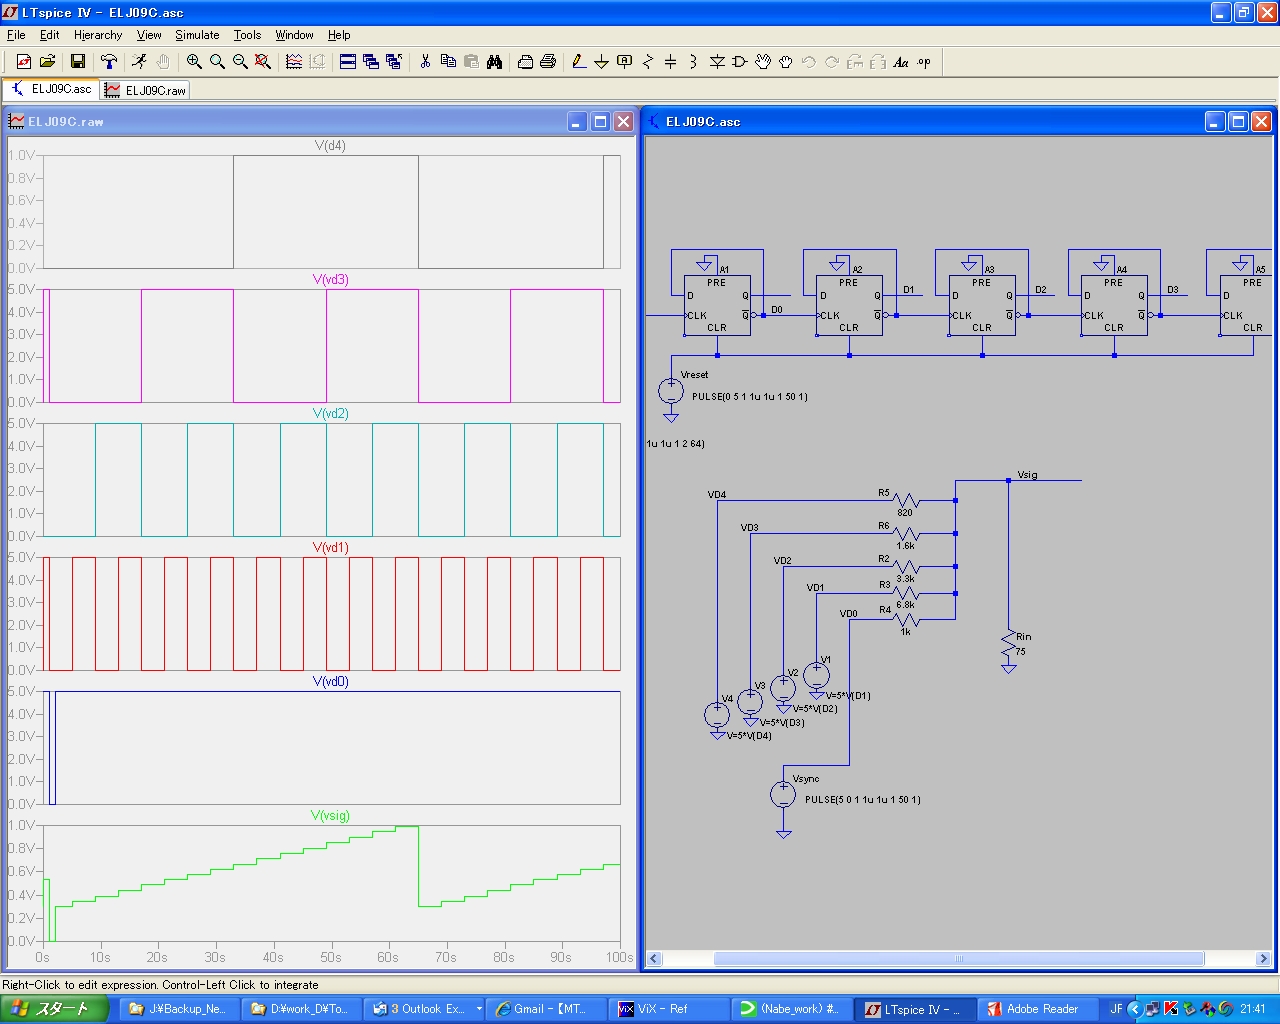 LTspice IV - ELJ09C.asc
File Edit Hierarchy View Simulate Tools Window Help
Aa .op
ELJ09C.asc ELJ09C.raw
ELJ09C.raw
V(d4)
1.0V
0.8V
0.6V
0.4V
0.2V
0.0V
V(vd3)
5.0V
4.0V
3.0V
2.0V
1.0V
0.0V
V(vd2)
5.0V
4.0V
3.0V
2.0V
1.0V
0.0V
V(vd1)
5.0V
4.0V
3.0V
2.0V
1.0V
0.0V
V(vd0)
5.0V
4.0V
3.0V
2.0V
1.0V
0.0V
V(vsig)
1.0V
0.8V
0.6V
0.4V
0.2V
0.0V
0s 10s 20s 30s 40s 50s 60s 70s 80s 90s 100s
ELJ09C.asc
A1 A2 A3 A4 A5
PRE PRE PRE PRE PRE
D Q D Q D1 D Q D2 D Q D3 D
D0
CLK Q CLK Q CLK Q CLK Q CLK
CLR CLR CLR CLR CLR
Vreset
PULSE(0 5 1 1u 1u 1 50 1)
1u 1u 1 2 64)
Vsig
VD4 R5
820
VD3 R6
1.6k
VD2 R2
3.3k
VD1 R3
6.8k
VD0 R4
1k
Rin
75
V1
V=5*V(D1)
V2
V=5*V(D2)
V3
V=5*V(D3)
V4
V=5*V(D4)
Vsync
PULSE(5 0 1 1u 1u 1 50 1)
Right-Click to edit expression. Control-Left Click to integrate
スタート J:¥Backup_Ne... D:¥work_D¥To... 3 Outlook Ex... Gmail - 【MT... ViX - Ref (Nabe_work) #... LTspice IV - ... Adobe Reader JF 21:41